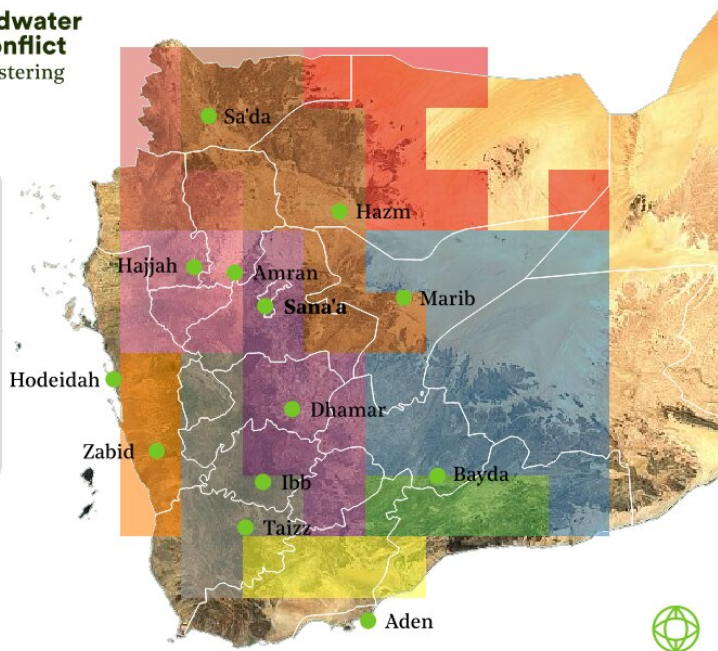 dwater
onflict
stering
Sa'da
Hazm
Hajjah
Amran
Sana'a
Marib
Hodeidah
Dhamar
Zabid
Ibb
Bayda
Taizz
Aden